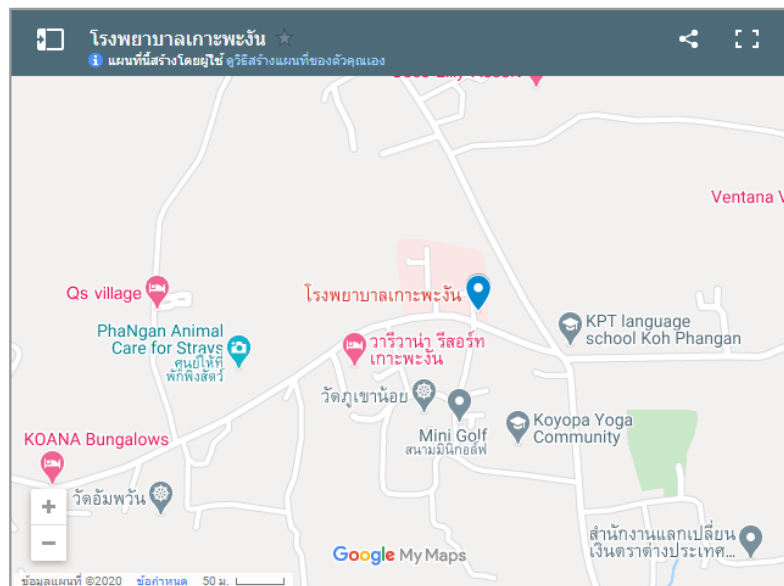 โรงพยาบาลเกาะพะงัน
แผนที่นี้สร้างโดยผู้ใช้ ดูวิธีสร้างแผนที่ของตัวคุณเอง
Ventana V
Qs village
โรงพยาบาลเกาะพะงัน
PhaNgan Animal
Care for Strays
ศูนย์ให้ที่
พักพิงสัตว์
วารีวาน่า รีสอร์ท
เกาะพะงัน
KPT language
school Koh Phangan
วัดภูเขาน้อย
Mini Golf
สนามมินิกอล์ฟ
Koyopa Yoga
Community
KOANA Bungalows
วัดอัมพวัน
สำนักงานแลกเปลี่ยน
เงินตราต่างประเทศ...
Google My Maps
ข้อมูลแผนที่ ©2020 ข้อกำหนด 50 ม.